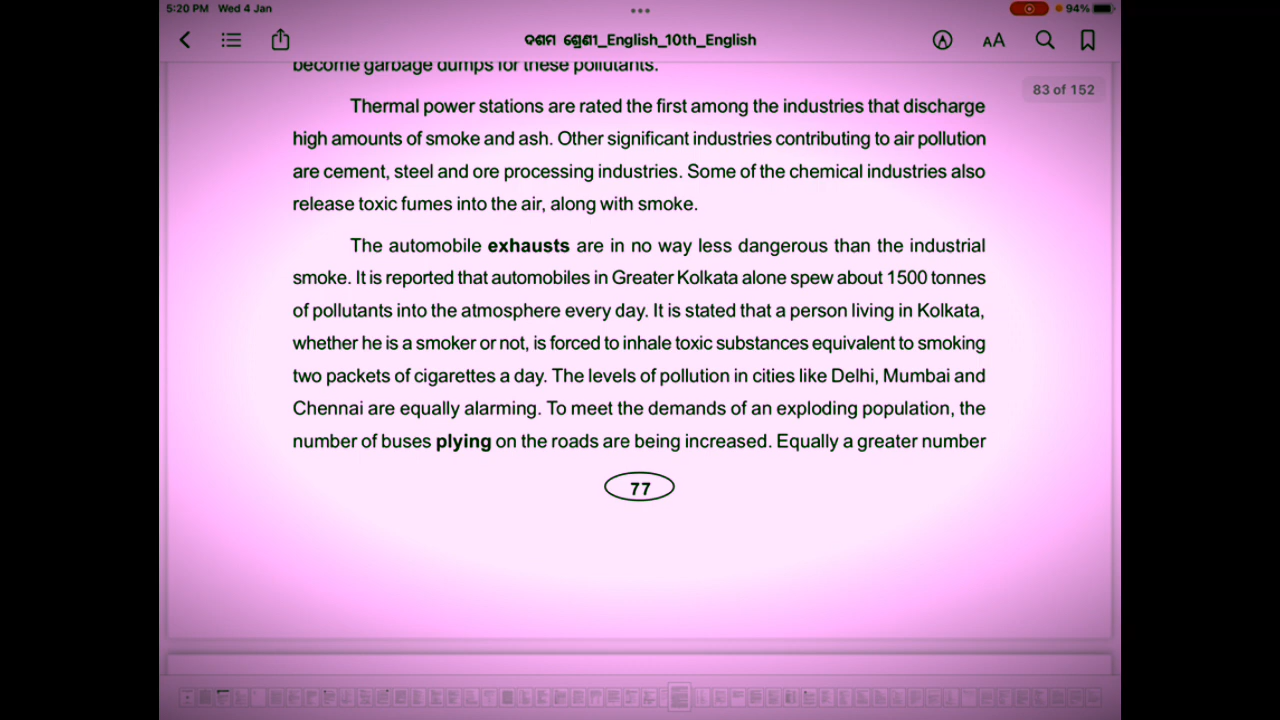 5:20 PM Wed 4 Jan
94%
ଦଶମ ଶ୍ରେଣୀ_English_10th_English
AA
become garbage dumps for these pollutants.
83 of 152
Thermal power stations are rated the first among the industries that discharge
high amounts of smoke and ash. Other significant industries contributing to air pollution
are cement, steel and ore processing industries. Some of the chemical industries also
release toxic fumes into the air, along with smoke.
The automobile exhausts are in no way less dangerous than the industrial
smoke. It is reported that automobiles in Greater Kolkata alone spew about 1500 tonnes
of pollutants into the atmosphere every day. It is stated that a person living in Kolkata,
whether he is a smoker or not, is forced to inhale toxic substances equivalent to smoking
two packets of cigarettes a day. The levels of pollution in cities like Delhi, Mumbai and
Chennai are equally alarming. To meet the demands of an exploding population, the
number of buses plying on the roads are being increased. Equally a greater number
77